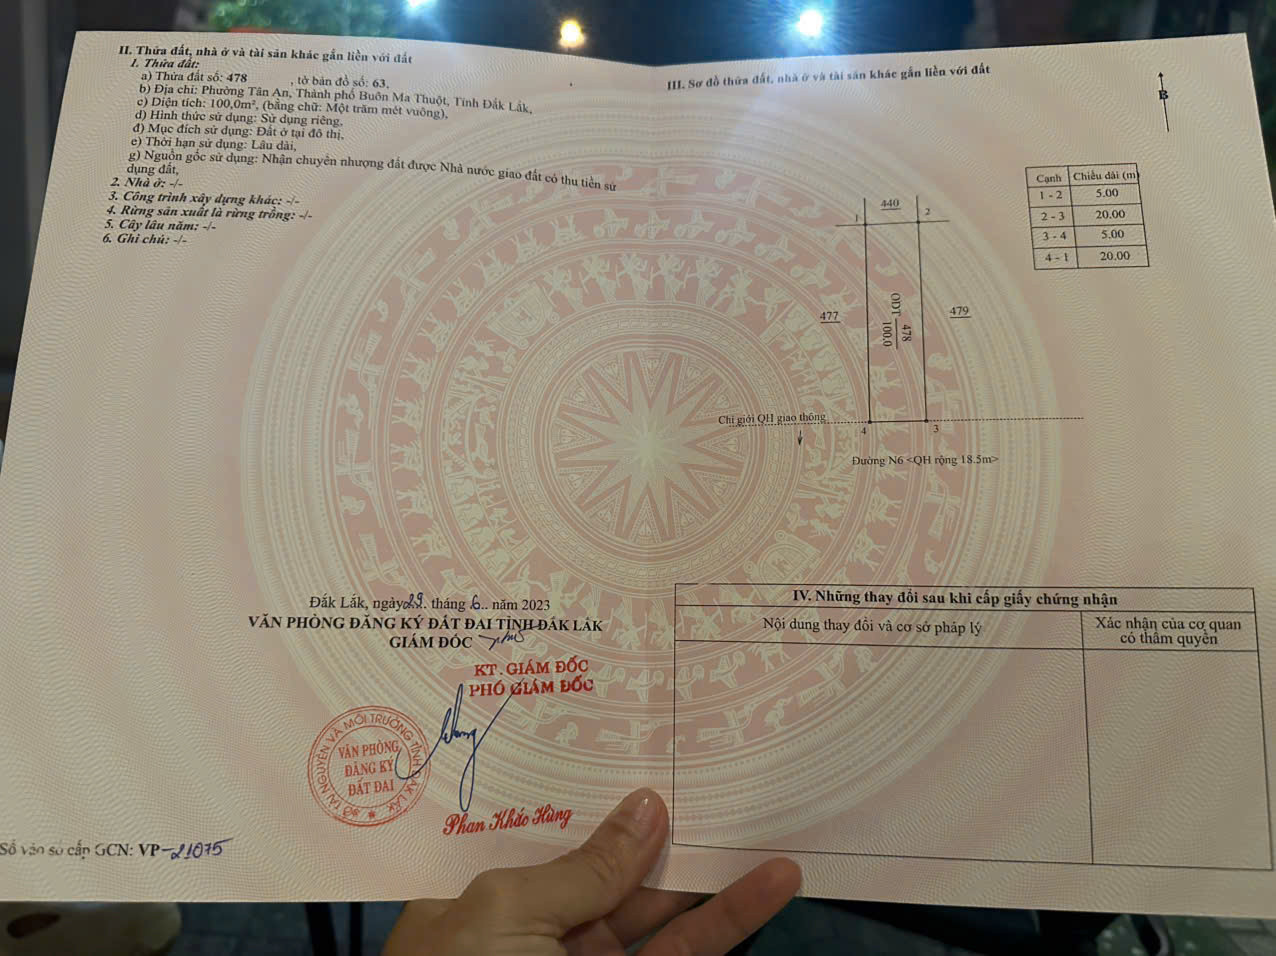 II. Thửa đất, nhà ở và tài sản khác gắn liền với đất
1. Thửa đất:
a) Thửa đất số: 478 , tờ bản đồ số: 63,
b) Địa chỉ: Phường Tân An, Thành phố Buôn Ma Thuột, Tỉnh Đắk Lắk,
c) Diện tích: 100,0m², (bằng chữ: Một trăm mét vuông),
d) Hình thức sử dụng: Sử dụng riêng,
đ) Mục đích sử dụng: Đất ở tại đô thị,
e) Thời hạn sử dụng: Lâu dài,
g) Nguồn gốc sử dụng: Nhận chuyển nhượng đất được Nhà nước giao đất có thu tiền sử
dụng đất,
2. Nhà ở: -/-
3. Công trình xây dựng khác: -/-
4. Rừng sản xuất là rừng trồng: -/-
5. Cây lâu năm: -/-
6. Ghi chú: -/-
Đắk Lắk, ngày 29. tháng 6.. năm 2023
VĂN PHÒNG ĐĂNG KÝ ĐẤT ĐAI TỈNH ĐẮK LẮK
GIÁM ĐỐC
KT. GIÁM ĐỐC
PHÓ GIÁM ĐỐC
SỞ TÀI NGUYÊN VÀ MÔI TRƯỜNG TỈNH ĐẮK LẮK
VĂN PHÒNG
ĐĂNG KÝ
ĐẤT ĐAI
Phan Khắc Hùng
Số vào sổ cấp GCN: VP-21075
III. Sơ đồ thửa đất, nhà ở và tài sản khác gắn liền với đất
B
Cạnh Chiều dài (m)
1 - 2 5.00
2 - 3 20.00
3 - 4 5.00
4 - 1 20.00
440
1
2
477
ODT 478
100.0
479
Chỉ giới QH giao thông
4
3
Đường N6 <QH rộng 18.5m>
IV. Những thay đổi sau khi cấp giấy chứng nhận
Nội dung thay đổi và cơ sở pháp lý
Xác nhận của cơ quan
có thẩm quyền